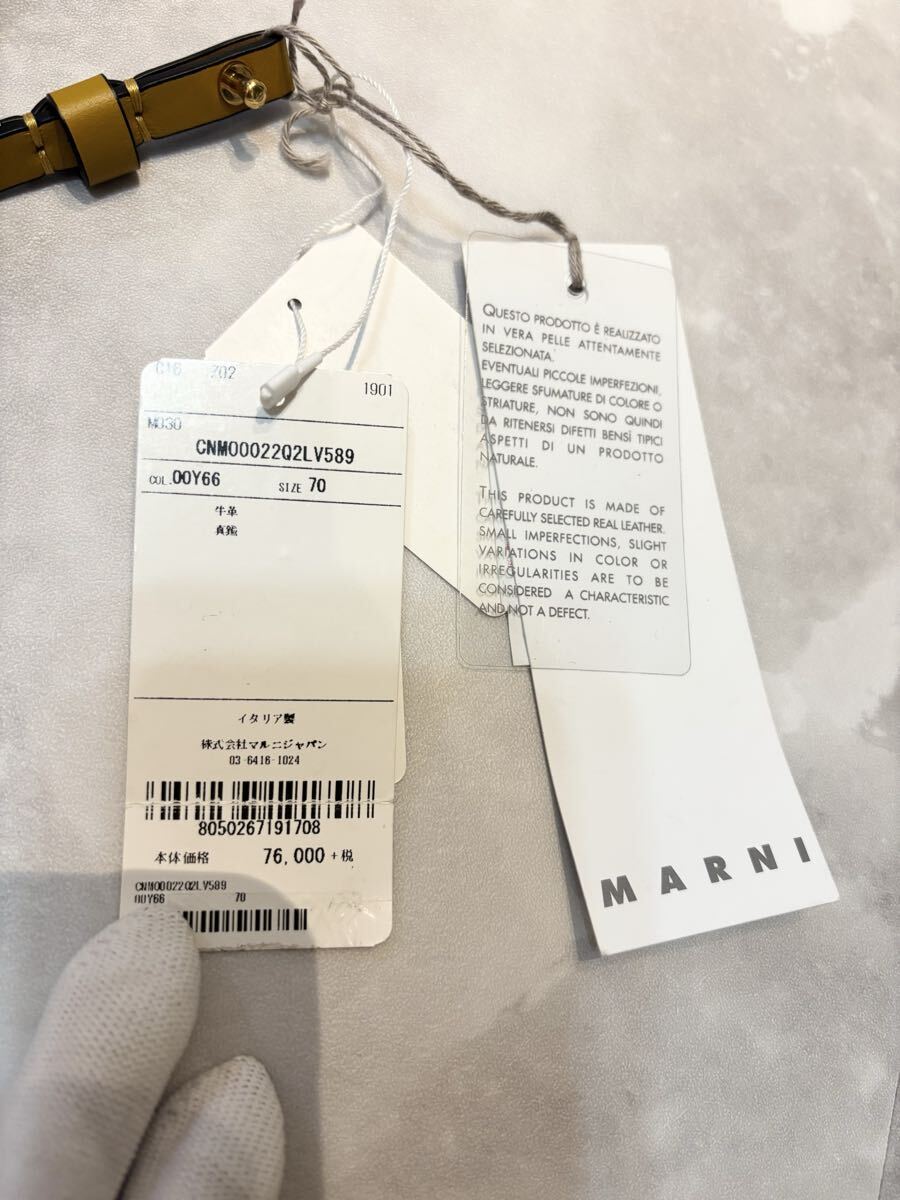 C16 Z02
1901
M030
CNM00022Q2LV589
COL.00Y66 SIZE 70
牛革
真鍮
イタリア製
株式会社マルニジャパン
03-6416-1024
8050267191708
本体価格 76,000+税
CNM00022Q2LV589
00Y66 70
QUESTO PRODOTTO È REALIZZATO
IN VERA PELLE ATTENTAMENTE
SELEZIONATA.
EVENTUALI PICCOLE IMPERFEZIONI,
LEGGERE SFUMATURE DI COLORE O
STRIATURE, NON SONO QUINDI
DA RITENERSI DIFETTI BENSÌ TIPICI
ASPETTI DI UN PRODOTTO
NATURALE.
THIS PRODUCT IS MADE OF
CAREFULLY SELECTED REAL LEATHER.
SMALL IMPERFECTIONS, SLIGHT
VARIATIONS IN COLOR OR
IRREGULARITIES ARE TO BE
CONSIDERED A CHARACTERISTIC
AND NOT A DEFECT.
MARNI